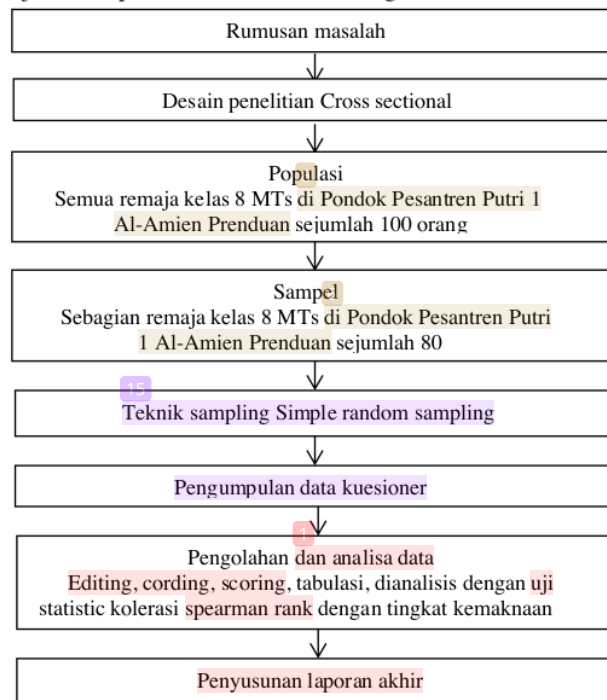 Rumusan masalah
Desain penelitian Cross sectional
Populasi
Semua remaja kelas 8 MTs di Pondok Pesantren Putri 1
Al-Amien Prenduan sejumlah 100 orang
Sampel
Sebagian remaja kelas 8 MTs di Pondok Pesantren Putri
1 Al-Amien Prenduan sejumlah 80
15
Teknik sampling Simple random sampling
Pengumpulan data kuesioner
1
Pengolahan dan analisa data
Editing, cording, scoring, tabulasi, dianalisis dengan uji
statistic kolerasi spearman rank dengan tingkat kemaknaan
Penyusunan laporan akhir